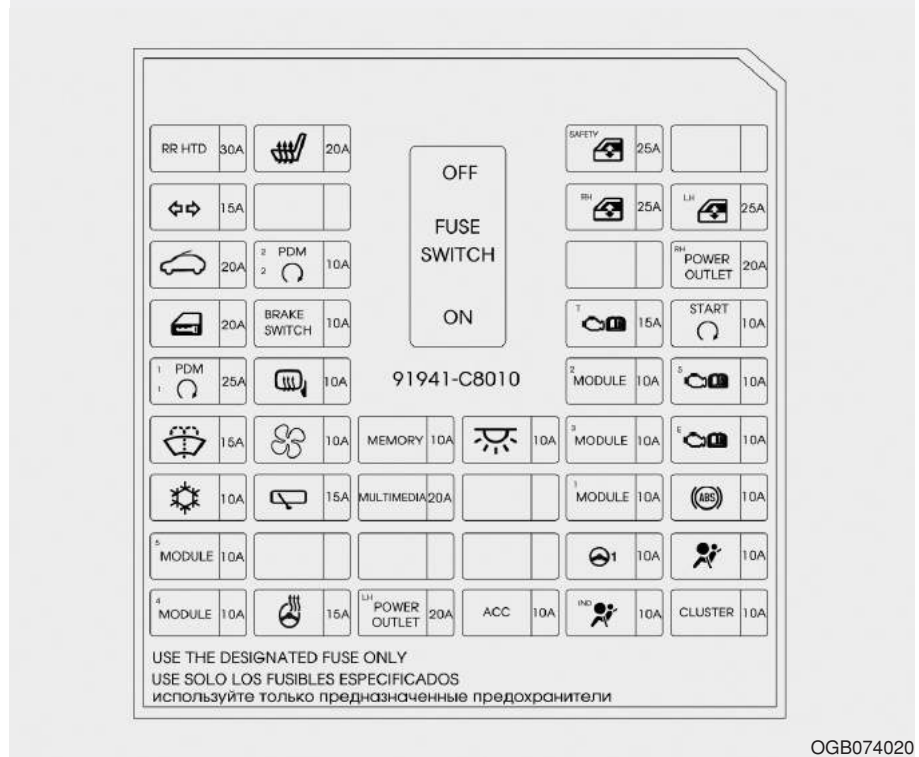 RR HTD 30A 20A SAFETY 25A
15A OFF RH 25A LH 25A
20A 2 PDM 2 10A FUSE SWITCH RH POWER OUTLET 20A
20A BRAKE SWITCH 10A ON T 15A START 10A
1 PDM 1 25A 10A 91941-C8010 2 MODULE 10A S 10A
15A 10A MEMORY 10A 10A 3 MODULE 10A E 10A
10A 15A MULTIMEDIA 20A 1 MODULE 10A (ABS) 10A
5 MODULE 10A 1 10A 10A
4 MODULE 10A 15A LH POWER OUTLET 20A ACC 10A IND 10A CLUSTER 10A
USE THE DESIGNATED FUSE ONLY
USE SOLO LOS FUSIBLES ESPECIFICADOS
используйте только предназначенные предохранители
OGB074020